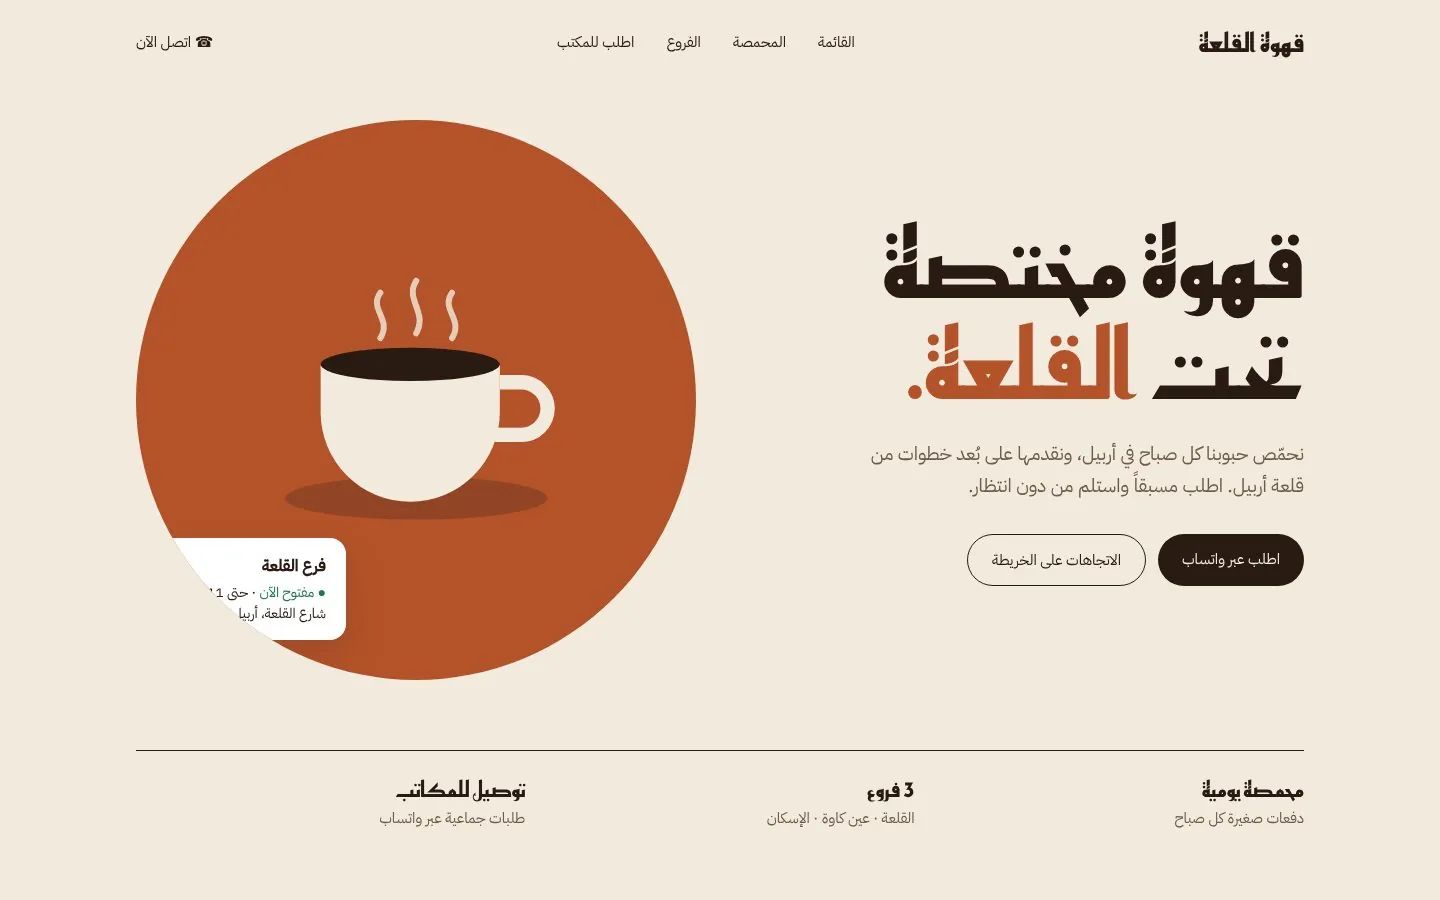 قهوة القلعة
القائمة
المحمصة
الفروع
اطلب للمكتب
☎ اتصل الآن
قهوة مختصة
تحت القلعة.
نحمّص حبوبنا كل صباح في أربيل، ونقدمها على بُعد خطوات من
قلعة أربيل. اطلب مسبقاً واستلم من دون انتظار.
اطلب عبر واتساب
الاتجاهات على الخريطة
فرع القلعة
● مفتوح الآن · حتى 11
شارع القلعة،
محمصة يومية
دفعات صغيرة كل صباح
3 فروع
القلعة · عين كاوة · الإسكان
توصيل للمكاتب
طلبات جماعية عبر واتساب